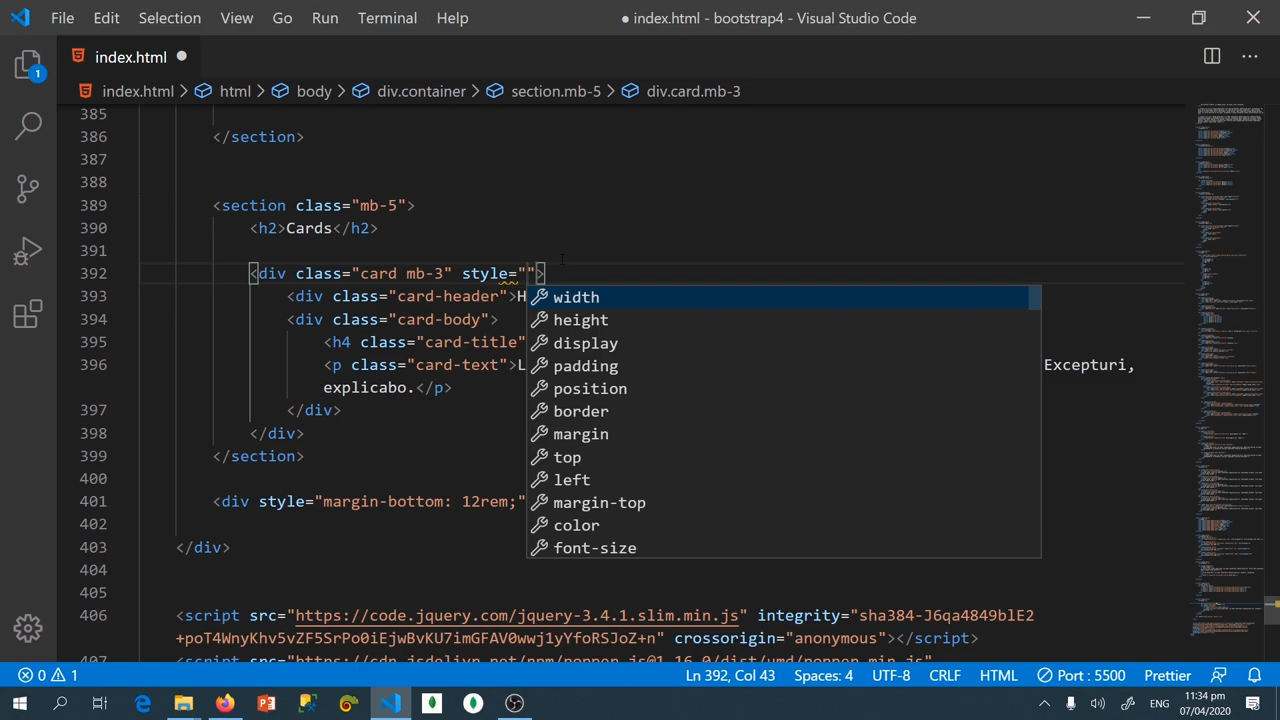 File Edit Selection View Go Run Terminal Help ● index.html - bootstrap4 - Visual Studio Code
index.html ●
index.html > html > body > div.container > section.mb-5 > div.card.mb-3
1
385
386 </section>
387
388
389 <section class="mb-5">
390 <h2>Cards</h2>
391
392 <div class="card mb-3" style="">
393 <div class="card-header">H
394 <div class="card-body">
395 <h4 class="card-title"
396 <p class="card-text">L Excepturi,
explicabo.</p>
397 </div>
398 </div>
399 </section>
400
401 <div style="margin-bottom: 12rem;"
402
403 </div>
404
405
width
height
display
padding
position
border
margin
top
left
margin-top
color
font-size
406 <script src="http://code.jquery.com/jquery-3.4.1.slim.min.js" integrity="sha384-J6qa4849blE2
+poT4WnyKhv5vZF5SrPo0iEjwBvKU7imGFAV0wwj1yYfoRSJoZ+n" crossorigin="anonymous"></script>
ⓧ 0 ⚠ 1 Ln 392, Col 43 Spaces: 4 UTF-8 CRLF HTML Port : 5500 Prettier
ENG
11:34 pm
07/04/2020